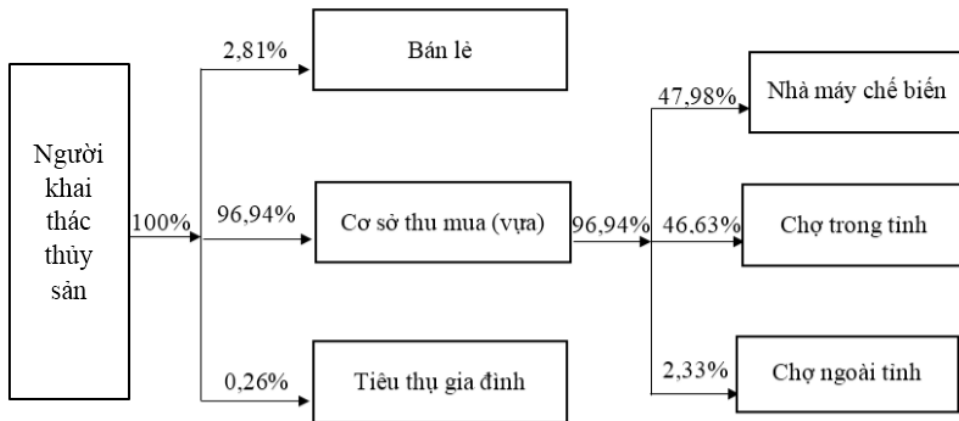 Người
khai
thác
thủy
sản
100%
2,81%
Bán lẻ
96,94%
Cơ sở thu mua (vựa)
0,26%
Tiêu thụ gia đình
96,94%
47,98%
Nhà máy chế biến
46.63%
Chợ trong tỉnh
2,33%
Chợ ngoài tỉnh